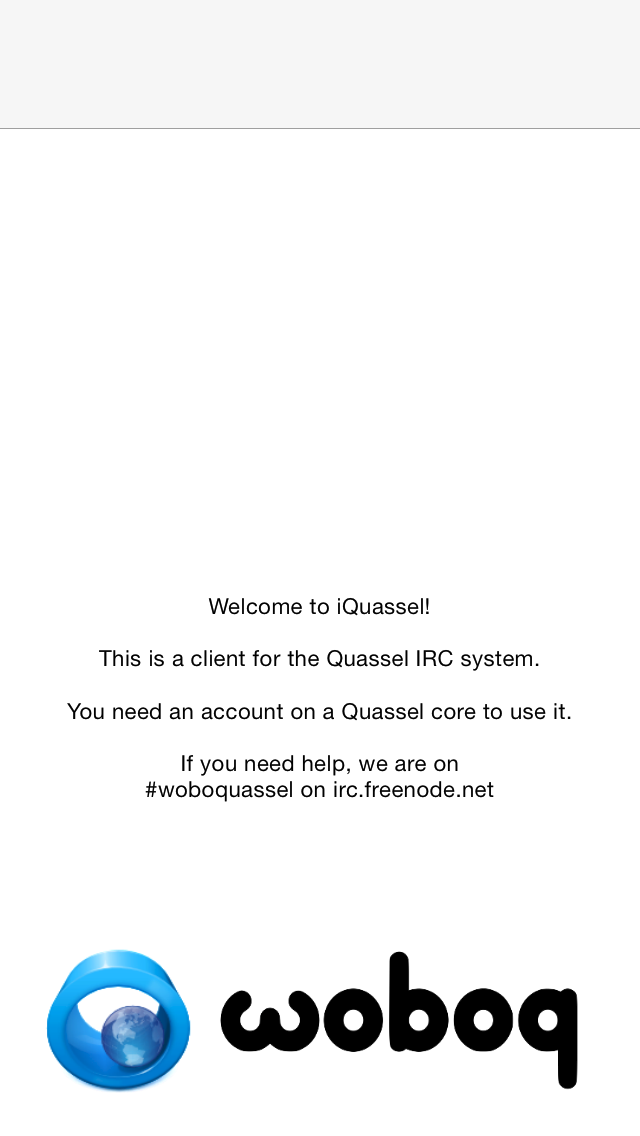 Welcome to iQuassel!
This is a client for the Quassel IRC system.
You need an account on a Quassel core to use it.
If you need help, we are on
#woboquassel on irc.freenode.net
woboq